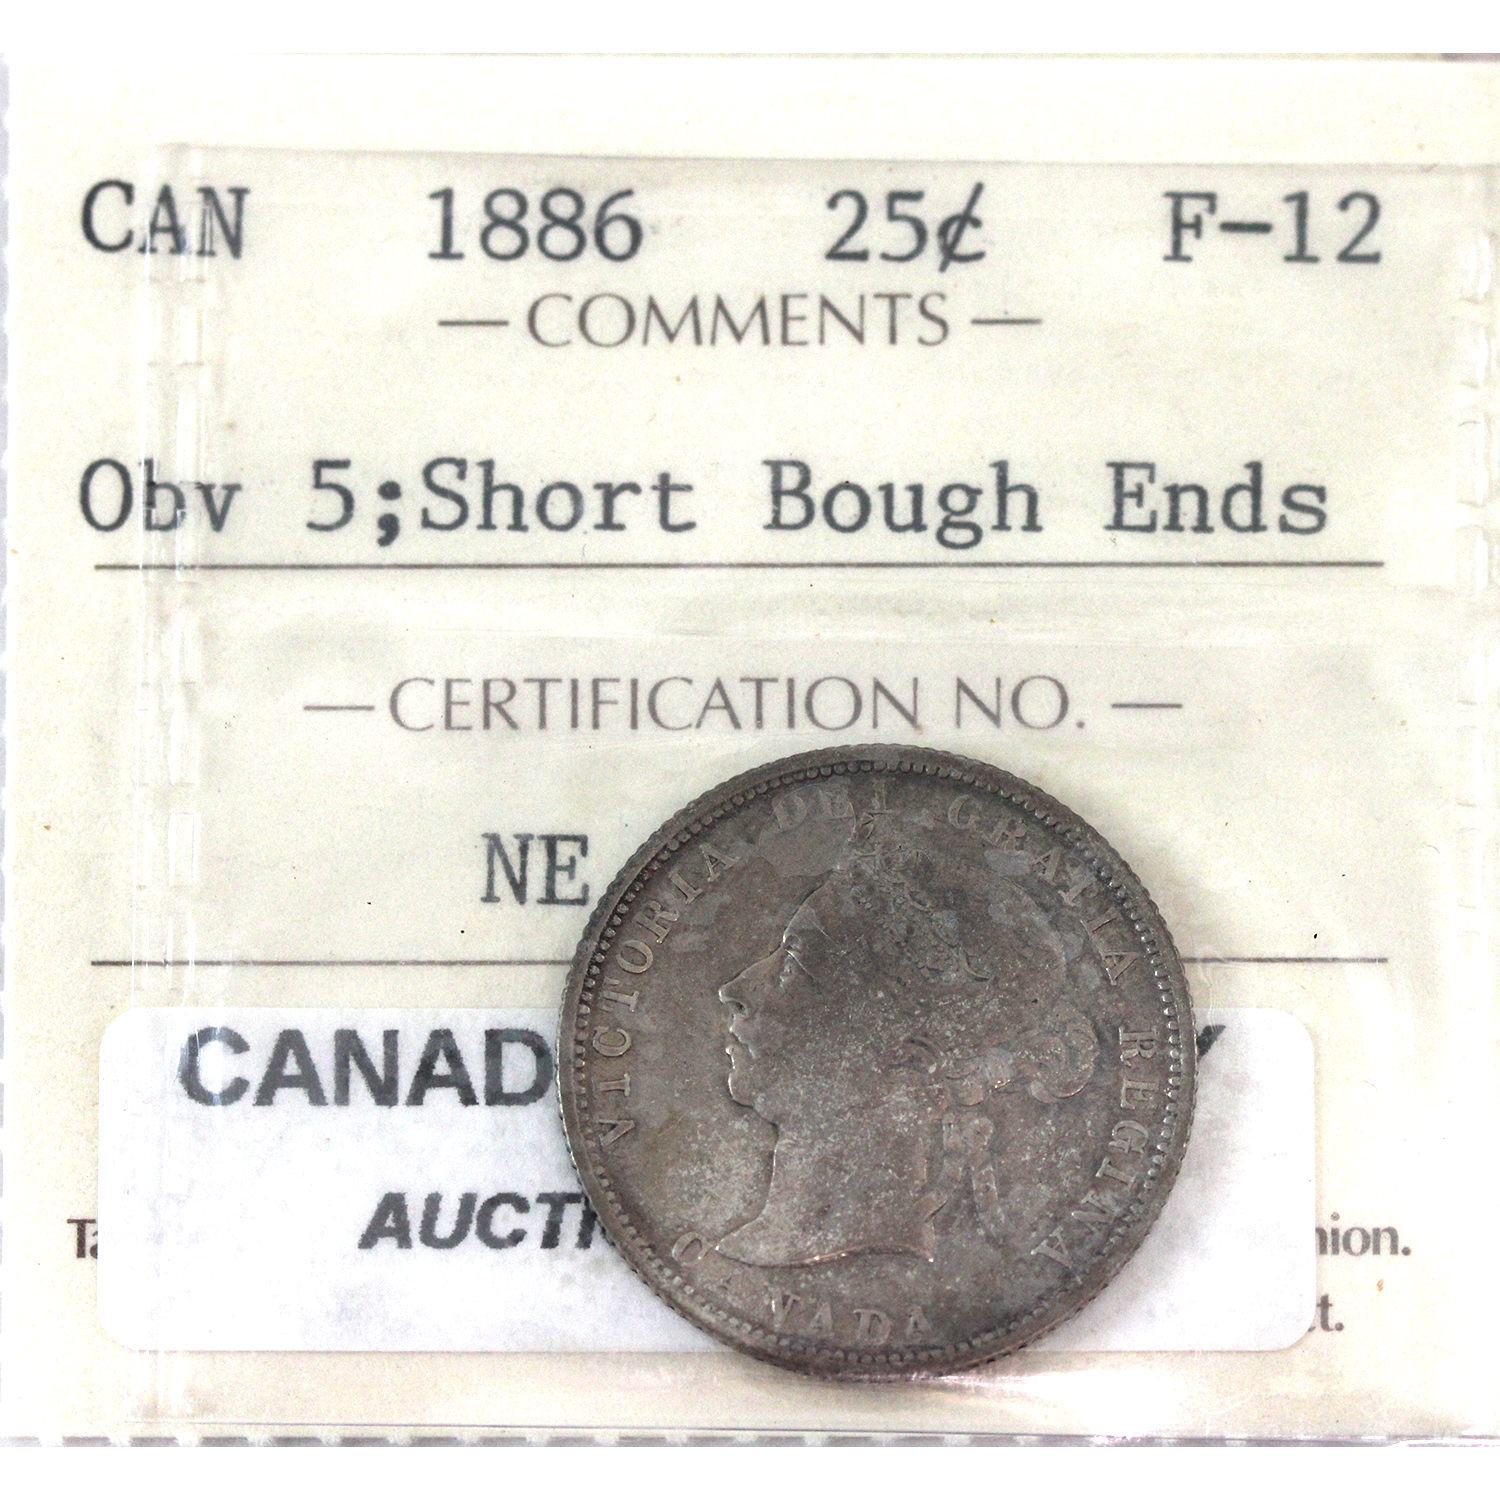 CAN 1886 25¢ F-12
— COMMENTS —
Obv 5;Short Bough Ends
— CERTIFICATION NO. —
NE
VICTORIA DEI GRATIA REGINA
CANADA
CANAD
AUCTI